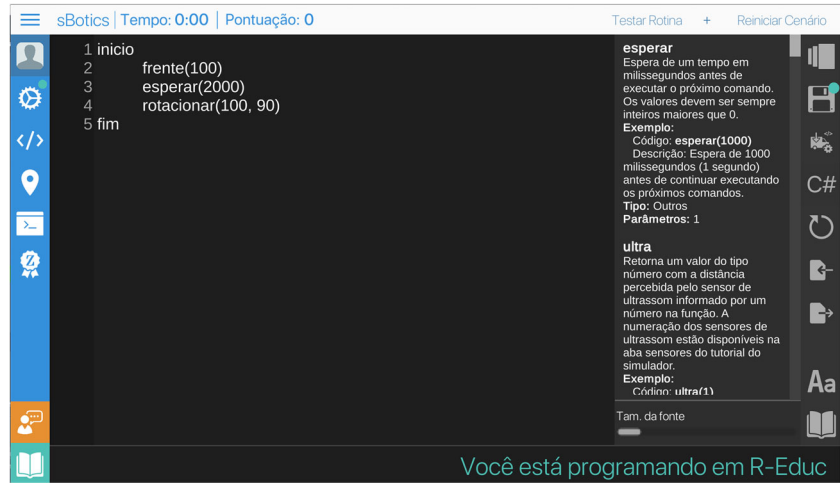 sBotics | Tempo: 0:00 | Pontuação: 0
Testar Rotina + Reiniciar Cenário
1 inicio
2 frente(100)
3 esperar(2000)
4 rotacionar(100, 90)
5 fim
esperar
Espera de um tempo em
milissegundos antes de
executar o próximo comando.
Os valores devem ser sempre
inteiros maiores que 0.
Exemplo:
Código: esperar(1000)
Descrição: Espera de 1000
milissegundos (1 segundo)
antes de continuar executando
os próximos comandos.
Tipo: Outros
Parâmetros: 1
ultra
Retorna um valor do tipo
número com a distância
percebida pelo sensor de
ultrassom informado por um
número na função. A
numeração dos sensores de
ultrassom estão disponíveis na
aba sensores do tutorial do
simulador.
Exemplo:
Código: ultra(1)
Tam. da fonte
C#
Aa
Você está programando em R-Educ